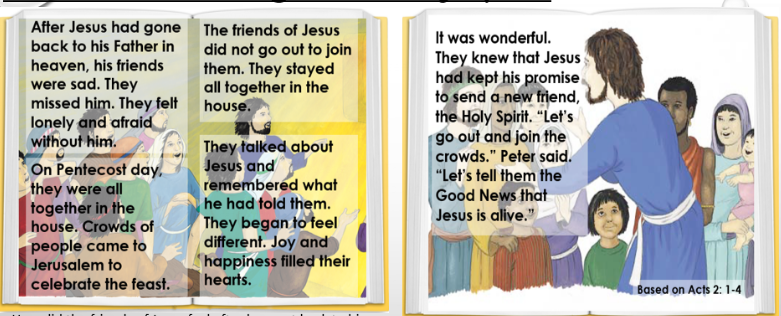 After Jesus had gone
back to his Father in
heaven, his friends
were sad. They
missed him. They felt
lonely and afraid
without him.
On Pentecost day,
they were all
together in the
house. Crowds of
people came to
Jerusalem to
celebrate the feast.
The friends of Jesus
did not go out to join
them. They stayed
all together in the
house.
They talked about
Jesus and
remembered what
he had told them.
They began to feel
different. Joy and
happiness filled their
hearts.
It was wonderful.
They knew that Jesus
had kept his promise
to send a new friend,
the Holy Spirit. “Let’s
go out and join the
crowds.” Peter said.
“Let’s tell them the
Good News that
Jesus is alive.”
Based on Acts 2: 1-4